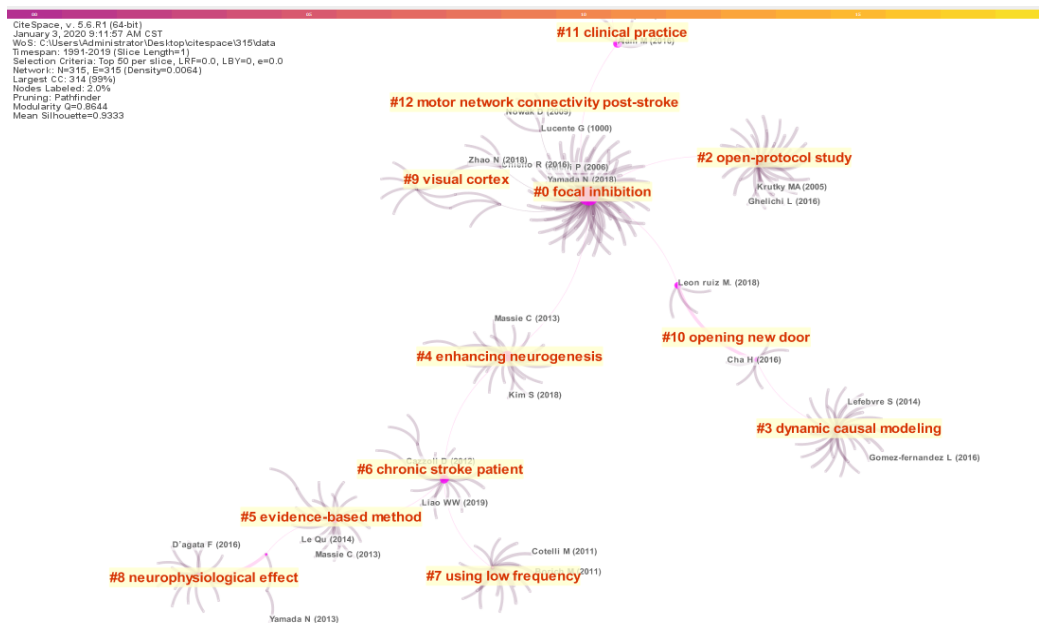 CiteSpace, v. 5.6.R1 (64-bit)
January 3, 2020 9:11:57 AM CST
WoS: C:\Users\Administrator\Desktop\citespace\315\data
Timespan: 1991-2019 (Slice Length=1)
Selection Criteria: Top 50 per slice, LRF=0.0, LBY=0, e=0.0
Network: N=315, E=315 (Density=0.0064)
Largest CC: 314 (99%)
Nodes Labeled: 2.0%
Pruning: Pathfinder
Modularity Q=0.8644
Mean Silhouette=0.9333
#11 clinical practice
#12 motor network connectivity post-stroke
Nowak D (2009)
Lucente G (1000)
Zhao N (2018)
R (2016)
P (2006)
#2 open-protocol study
#9 visual cortex
Yamada N (2018)
#0 focal inhibition
Krutky MA (2005)
Ghelichi L (2016)
Leon ruiz M. (2018)
Massie C (2013)
#10 opening new door
#4 enhancing neurogenesis
Cha H (2016)
Kim S (2018)
Lefebvre S (2014)
#3 dynamic causal modeling
Gomez-fernandez L (2016)
#6 chronic stroke patient
Liao WW (2019)
#5 evidence-based method
Le Qu (2014)
D'agata F (2016)
Massie C (2013)
Cotelli M (2011)
#8 neurophysiological effect
#7 using low frequency
(2011)
Yamada N (2013)